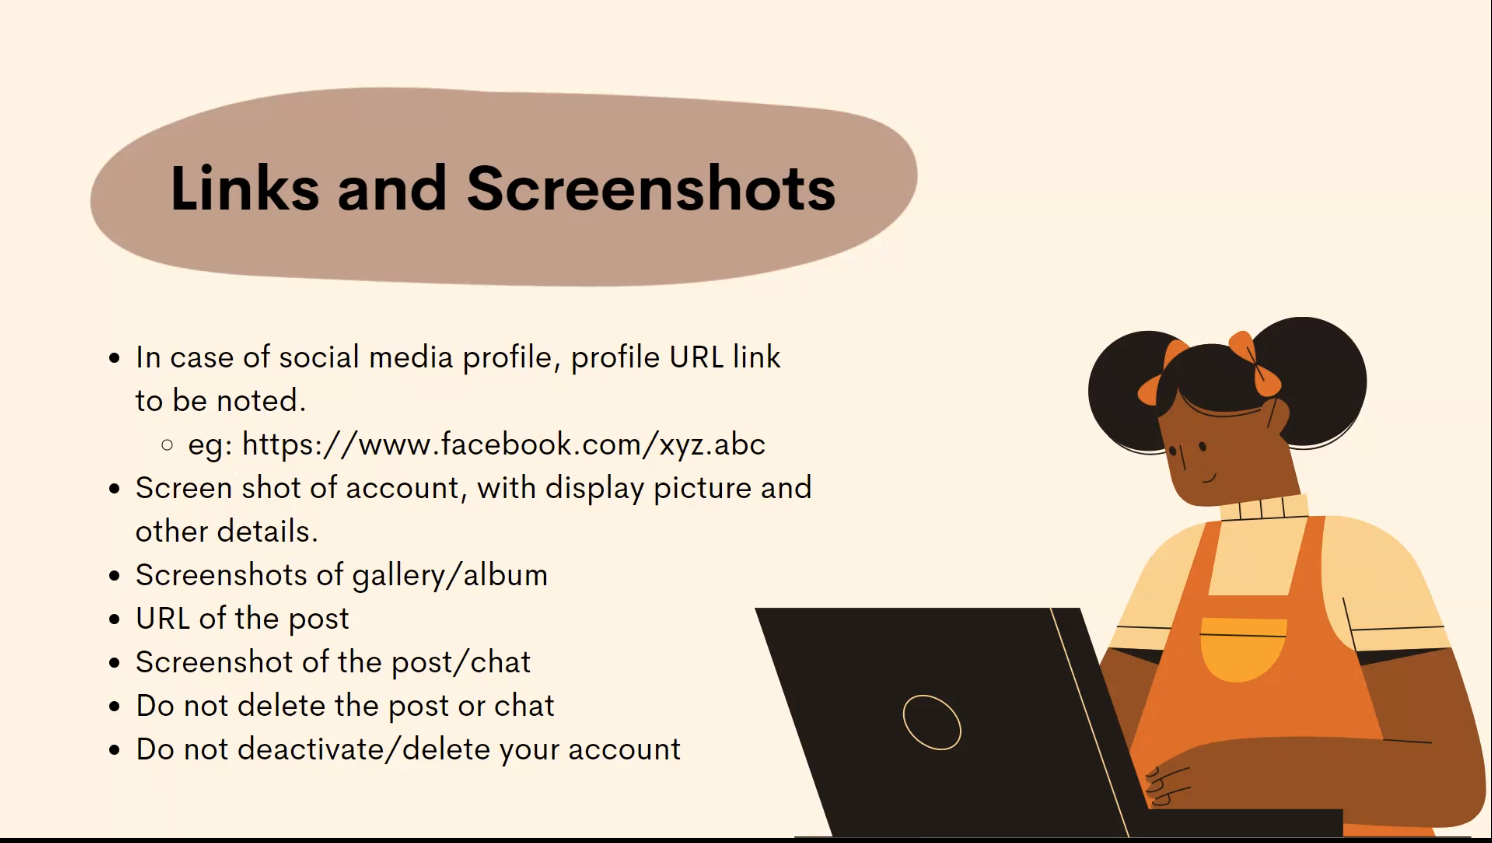 Links and Screenshots
• In case of social media profile, profile URL link
to be noted.
○ eg: https://www.facebook.com/xyz.abc
• Screen shot of account, with display picture and
other details.
• Screenshots of gallery/album
• URL of the post
• Screenshot of the post/chat
• Do not delete the post or chat
• Do not deactivate/delete your account